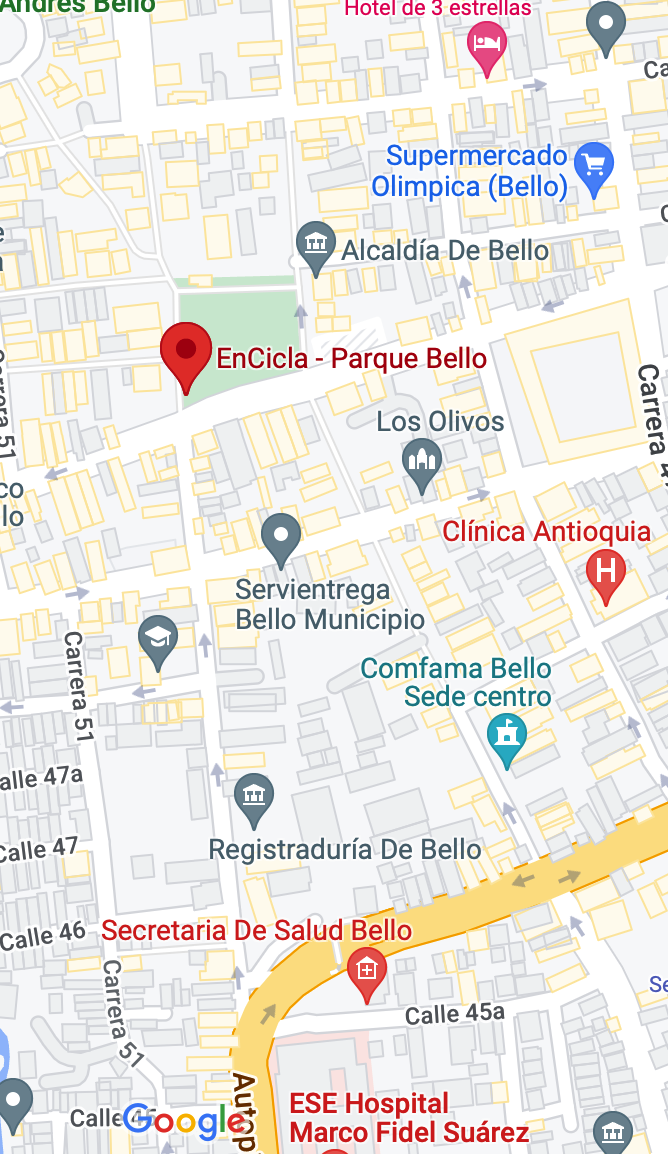 Andrés Bello
Hotel de 3 estrellas
Ca
Supermercado
Olimpica (Bello)
C
e
a
Alcaldía De Bello
EnCicla - Parque Bello
Carrera 51
Carrera 4
Los Olivos
co
lo
Clínica Antioquia
H
Servientrega
Bello Municipio
Carrera 51
Comfama Bello
Sede centro
alle 47a
Registraduría De Bello
Calle 47
Calle 46
Secretaria De Salud Bello
Carrera 51
Se
Calle 45a
Autop
ESE Hospital
Marco Fidel Suárez
Calle 45
Google